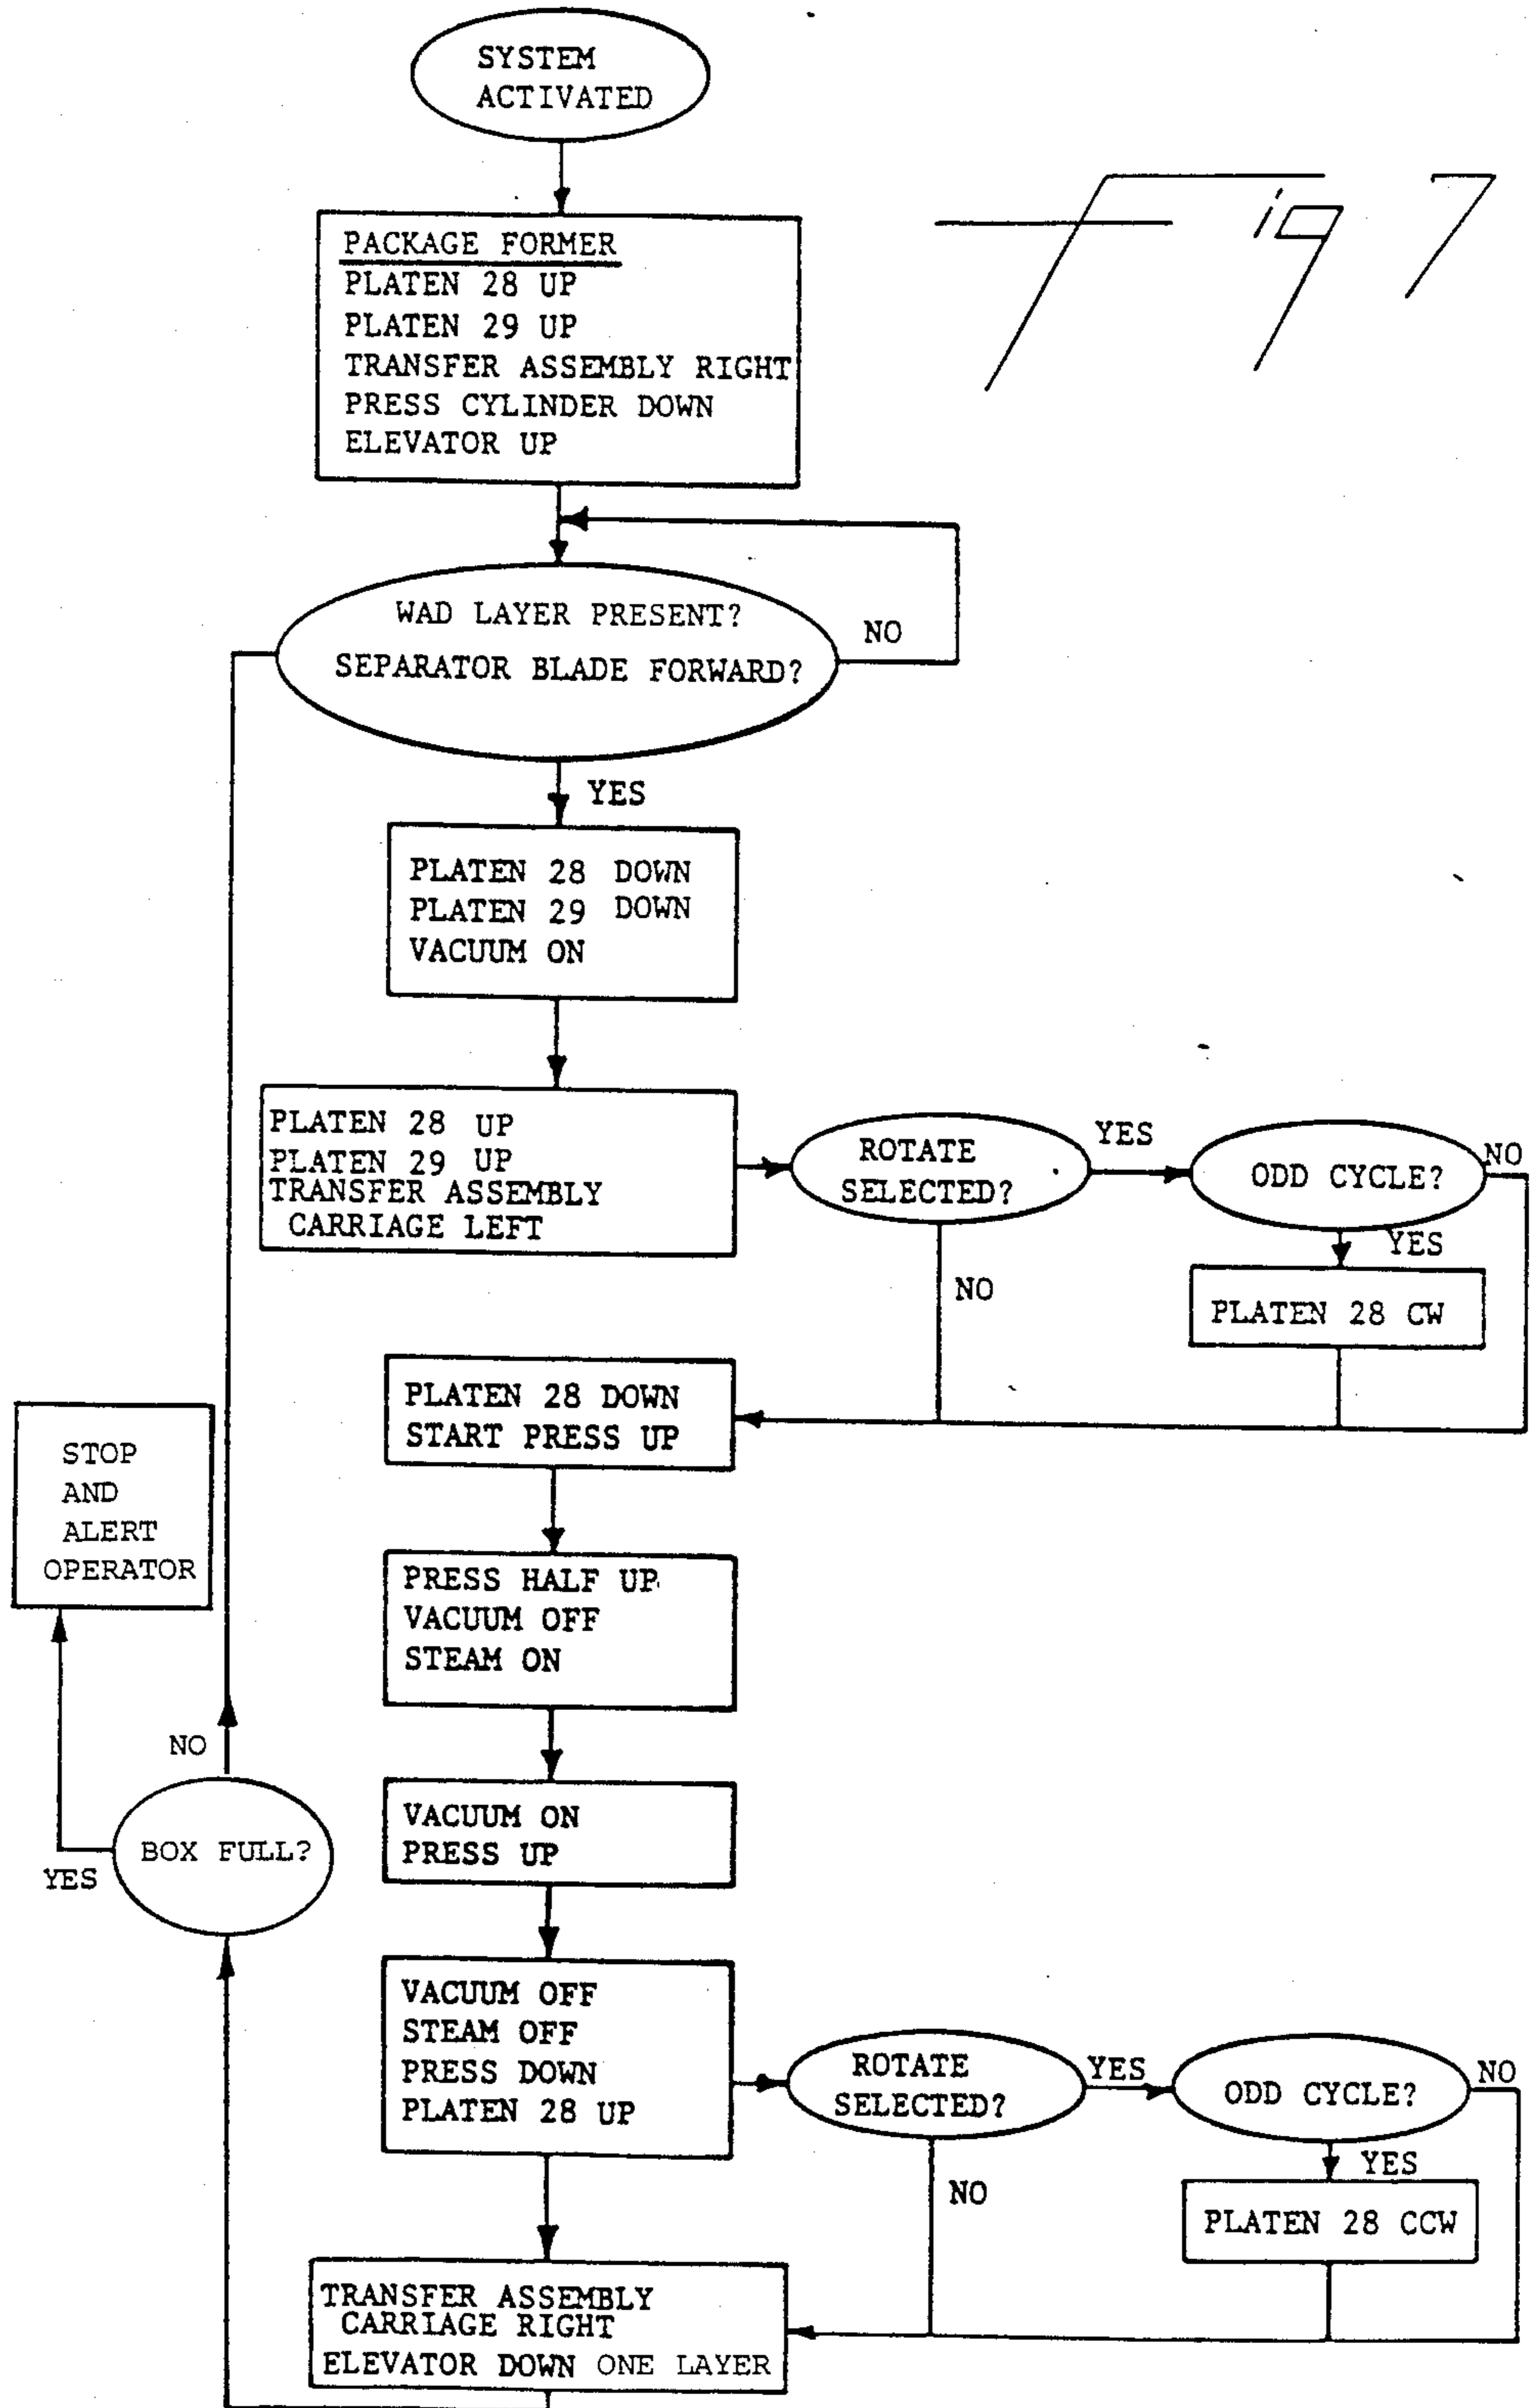 SYSTEM
ACTIVATED
Fig 7
PACKAGE FORMER
PLATEN 28 UP
PLATEN 29 UP
TRANSFER ASSEMBLY RIGHT
PRESS CYLINDER DOWN
ELEVATOR UP
WAD LAYER PRESENT?
SEPARATOR BLADE FORWARD?
NO
YES
PLATEN 28 DOWN
PLATEN 29 DOWN
VACUUM ON
PLATEN 28 UP
PLATEN 29 UP
TRANSFER ASSEMBLY
CARRIAGE LEFT
ROTATE
SELECTED?
YES
ODD CYCLE?
NO
YES
NO
PLATEN 28 CW
PLATEN 28 DOWN
START PRESS UP
STOP
AND
ALERT
OPERATOR
PRESS HALF UP
VACUUM OFF
STEAM ON
NO
BOX FULL?
YES
VACUUM ON
PRESS UP
VACUUM OFF
STEAM OFF
PRESS DOWN
PLATEN 28 UP
ROTATE
SELECTED?
YES
ODD CYCLE?
NO
YES
NO
PLATEN 28 CCW
TRANSFER ASSEMBLY
CARRIAGE RIGHT
ELEVATOR DOWN ONE LAYER